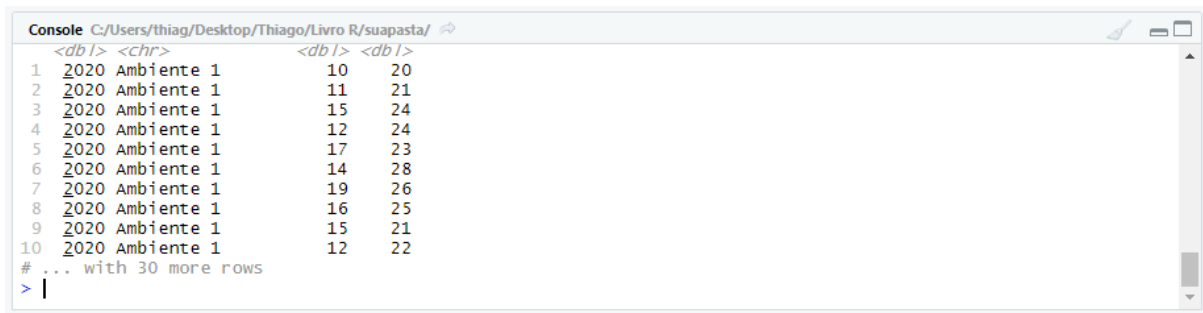 Console C:/Users/thiag/Desktop/Thiago/Livro R/suapasta/
<dbl> <chr> <dbl> <dbl>
1 2020 Ambiente 1 10 20
2 2020 Ambiente 1 11 21
3 2020 Ambiente 1 15 24
4 2020 Ambiente 1 12 24
5 2020 Ambiente 1 17 23
6 2020 Ambiente 1 14 28
7 2020 Ambiente 1 19 26
8 2020 Ambiente 1 16 25
9 2020 Ambiente 1 15 21
10 2020 Ambiente 1 12 22
# ... with 30 more rows
>